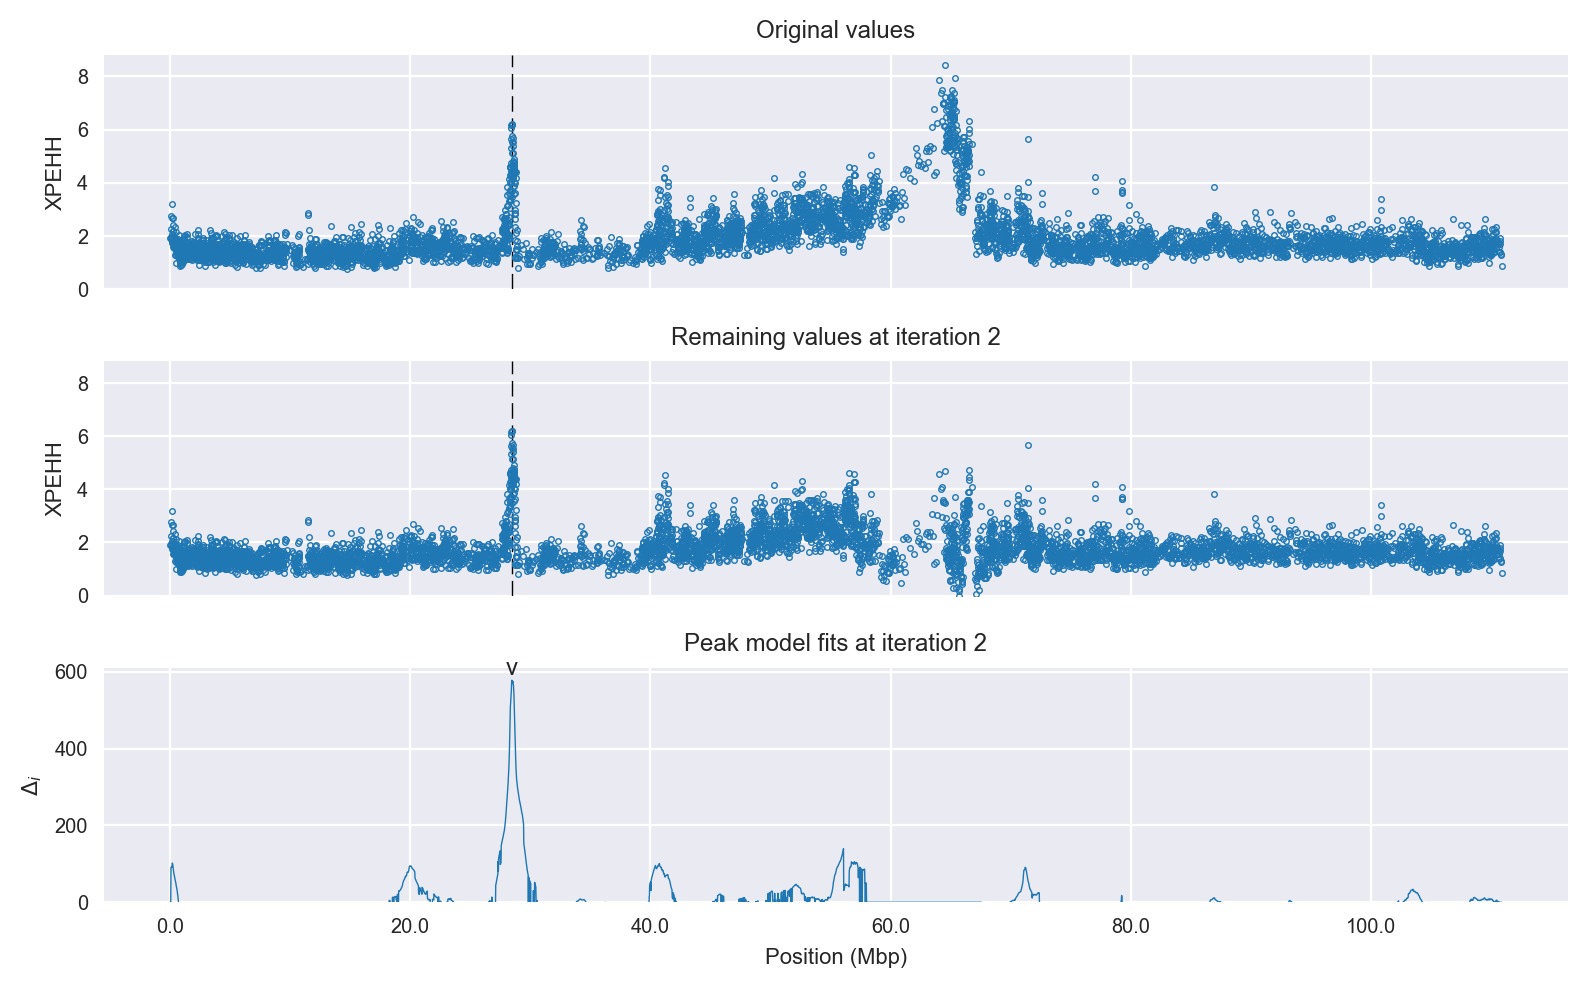 Original values
8
6
4
2
0
XPEHH
Remaining values at iteration 2
8
6
4
2
0
XPEHH
Peak model fits at iteration 2
v
600
400
200
0
Δi
0.0 20.0 40.0 60.0 80.0 100.0
Position (Mbp)